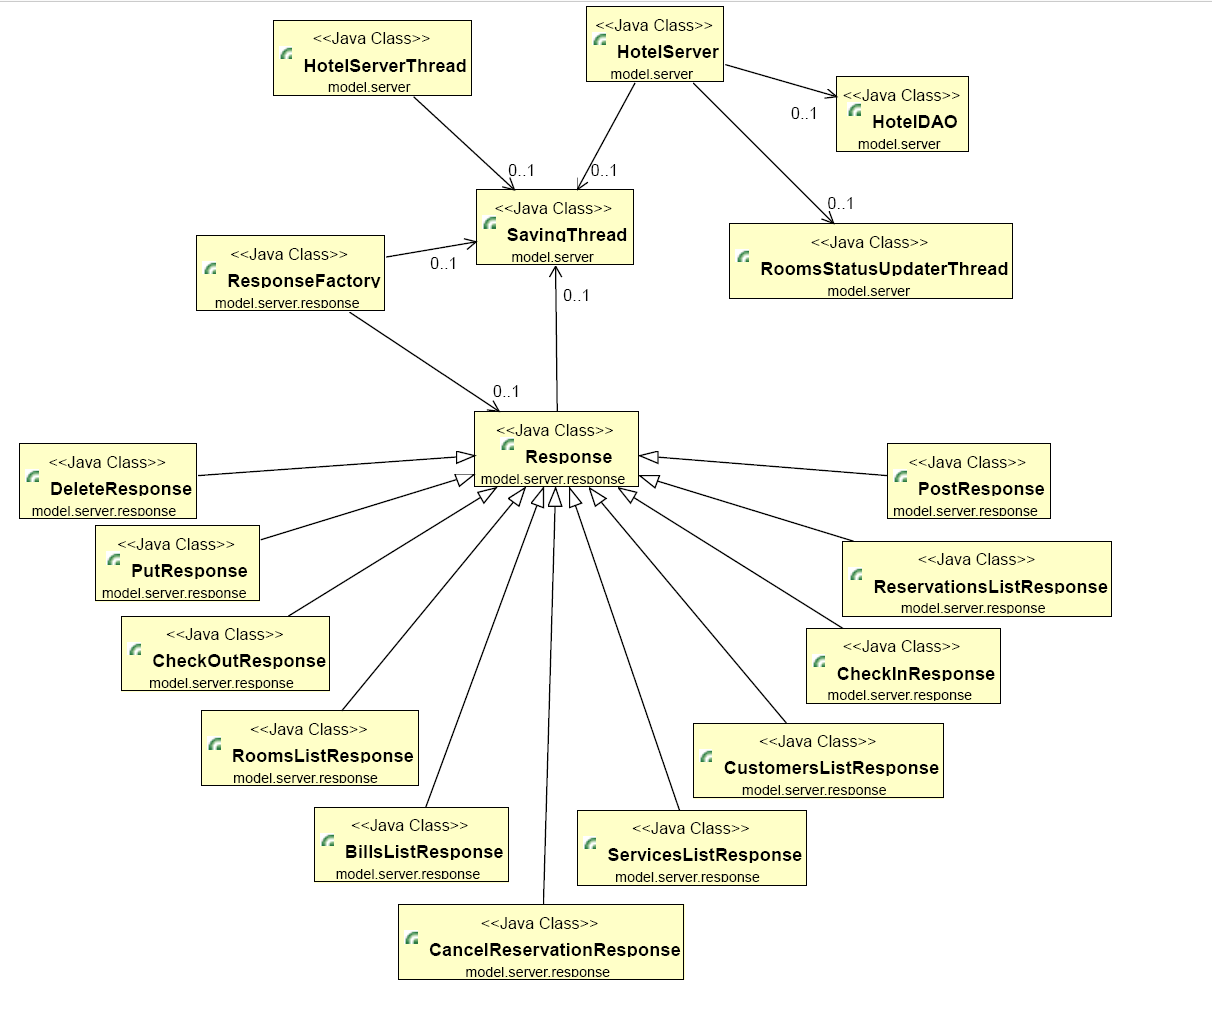 <<Java Class>>
HotelServerThread
model.server
<<Java Class>>
HotelServer
model.server
<<Java Class>>
HotelDAO
model.server
0..1
0..1
0..1
0..1
<<Java Class>>
SavingThread
model.server
<<Java Class>>
RoomsStatusUpdaterThread
model.server
<<Java Class>>
ResponseFactory
model.server.response
0..1
0..1
0..1
<<Java Class>>
Response
model.server.response
<<Java Class>>
DeleteResponse
model.server.response
<<Java Class>>
PostResponse
model.server.response
<<Java Class>>
PutResponse
model.server.response
<<Java Class>>
ReservationsListResponse
model.server.response
<<Java Class>>
CheckOutResponse
model.server.response
<<Java Class>>
CheckInResponse
model.server.response
<<Java Class>>
RoomsListResponse
model.server.response
<<Java Class>>
CustomersListResponse
model.server.response
<<Java Class>>
BillsListResponse
model.server.response
<<Java Class>>
ServicesListResponse
model.server.response
<<Java Class>>
CancelReservationResponse
model.server.response